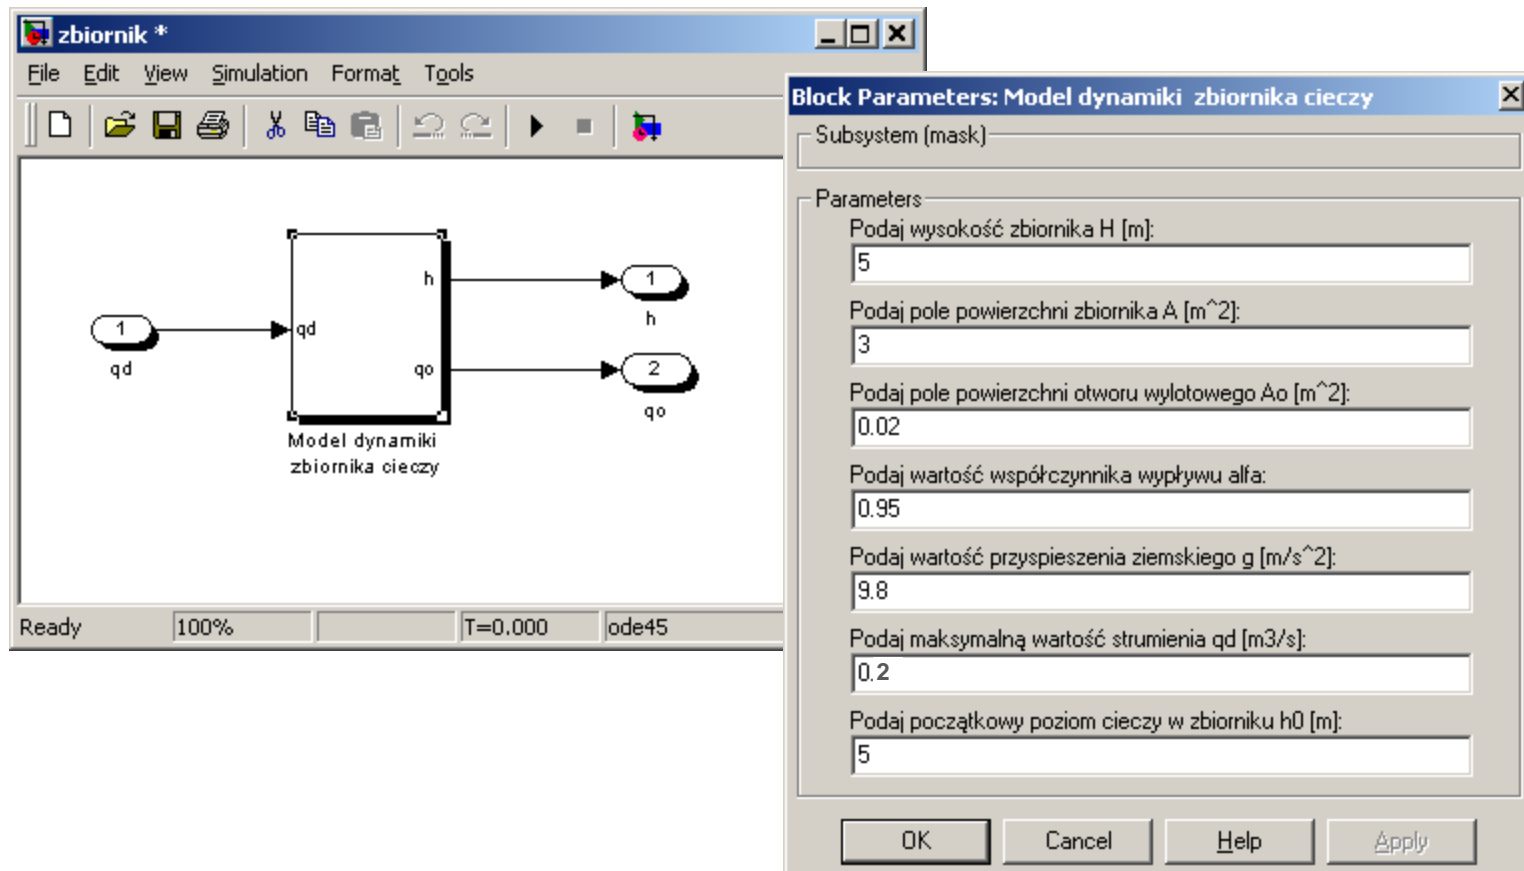 zbiornik *
File Edit View Simulation Format Tools
1
qd
qd
h
qo
1
h
2
qo
Model dynamiki
zbiornika cieczy
Ready 100% T=0.000 ode45
Block Parameters: Model dynamiki zbiornika cieczy
Subsystem (mask)
Parameters
Podaj wysokość zbiornika H [m]:
5
Podaj pole powierzchni zbiornika A [m^2]:
3
Podaj pole powierzchni otworu wylotowego Ao [m^2]:
0.02
Podaj wartość współczynnika wypływu alfa:
0.95
Podaj wartość przyspieszenia ziemskiego g [m/s^2]:
9.8
Podaj maksymalną wartość strumienia qd [m3/s]:
0.2
Podaj początkowy poziom cieczy w zbiorniku h0 [m]:
5
OK Cancel Help Apply